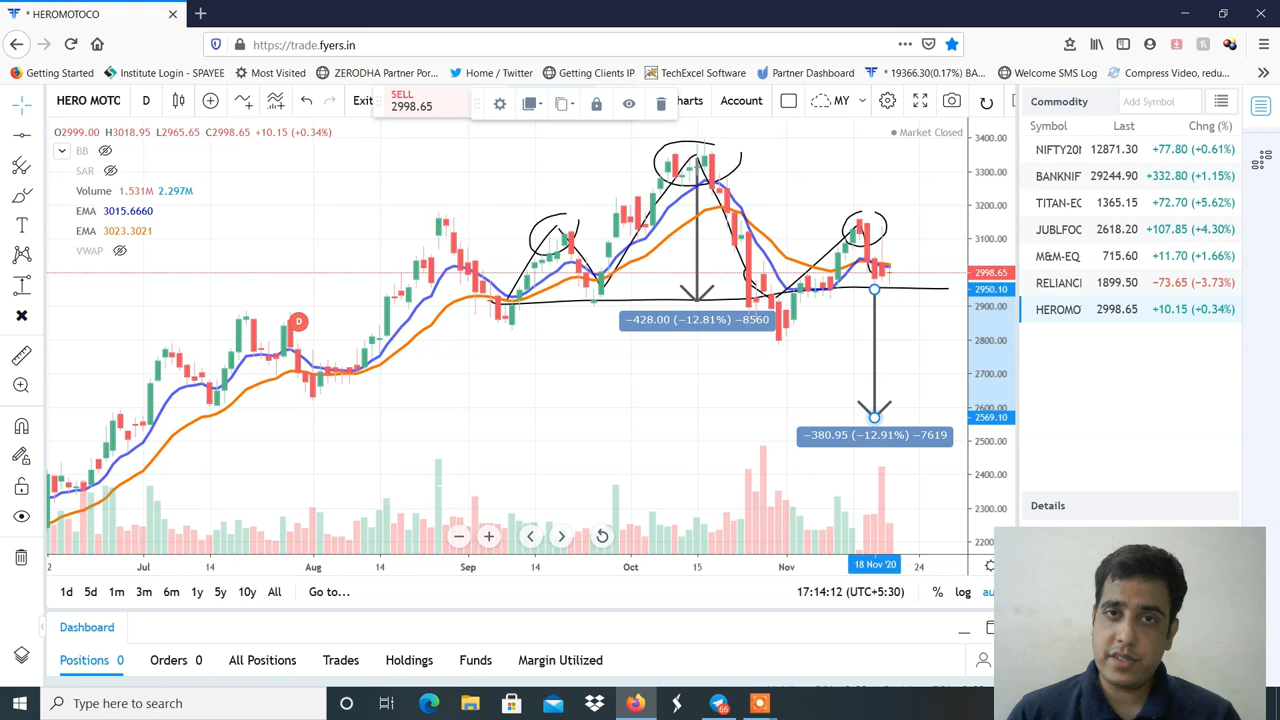 * HEROMOTOCO
https://trade.fyers.in
Getting Started
Institute Login - SPAYEE
Most Visited
ZERODHA Partner Por...
Home / Twitter
Getting Clients IP
TechExcel Software
Partner Dashboard
* 19366.30(0.17%) BA...
Welcome SMS Log
Compress Video, redu...
HERO MOTC
D
Exit
SELL
2998.65
harts
Account
MY
O2999.00 H3018.95 L2965.65 C2998.65 +10.15 (+0.34%)
Market Closed
BB
SAR
Volume 1.531M 2.297M
EMA 3015.6660
EMA 3023.3021
VWAP
D
−428.00 (−12.81%) −8560
−380.95 (−12.91%) −7619
3400.00
3300.00
3200.00
3100.00
2998.65
2950.10
2900.00
2800.00
2700.00
2600.00
2569.10
2500.00
2400.00
2300.00
2200
2
Jul
14
Aug
14
Sep
14
Oct
15
Nov
18 Nov '20
24
1d 5d 1m 3m 6m 1y 5y 10y All Go to...
17:14:12 (UTC+5:30)
% log au
Dashboard
Positions 0
Orders 0
All Positions
Trades
Holdings
Funds
Margin Utilized
Commodity
Add Symbol
Symbol Last Chng (%)
NIFTY20N 12871.30 +77.80 (+0.61%)
BANKNIF 29244.90 +332.80 (+1.15%)
TITAN-EC 1365.15 +72.70 (+5.62%)
JUBLFOC 2618.20 +107.85 (+4.30%)
M&M-EQ 715.60 +11.70 (+1.66%)
RELIANC 1899.50 −73.65 (−3.73%)
HEROMO 2998.65 +10.15 (+0.34%)
Details
Type here to search
66